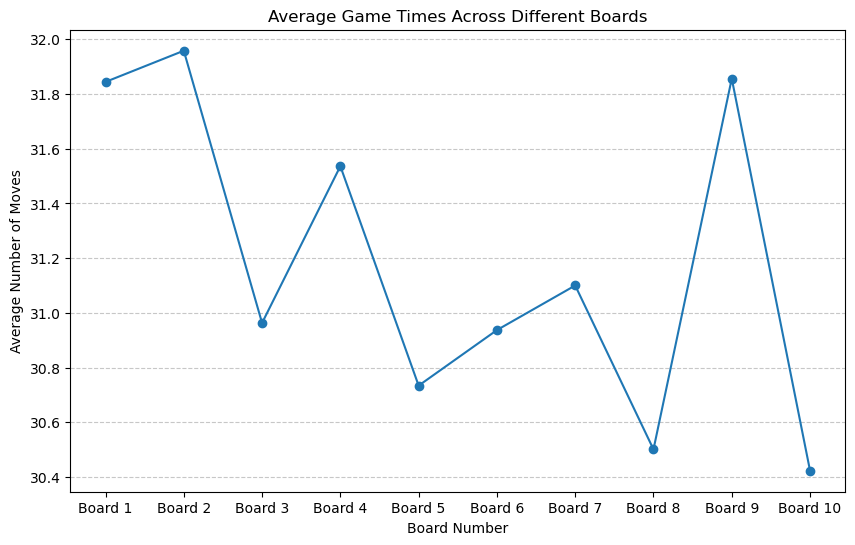 Average Game Times Across Different Boards
Average Number of Moves
32.0
31.8
31.6
31.4
31.2
31.0
30.8
30.6
30.4
Board 1 Board 2 Board 3 Board 4 Board 5 Board 6 Board 7 Board 8 Board 9 Board 10
Board Number